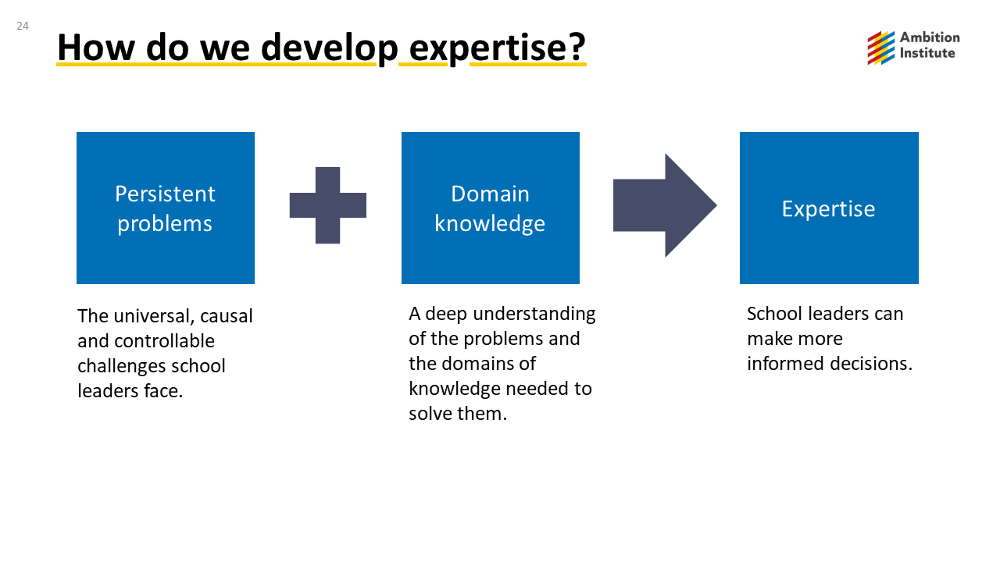 24
How do we develop expertise?
Ambition
Institute
Persistent
problems
Domain
knowledge
Expertise
The universal, causal
and controllable
challenges school
leaders face.
A deep understanding
of the problems and
the domains of
knowledge needed to
solve them.
School leaders can
make more
informed decisions.